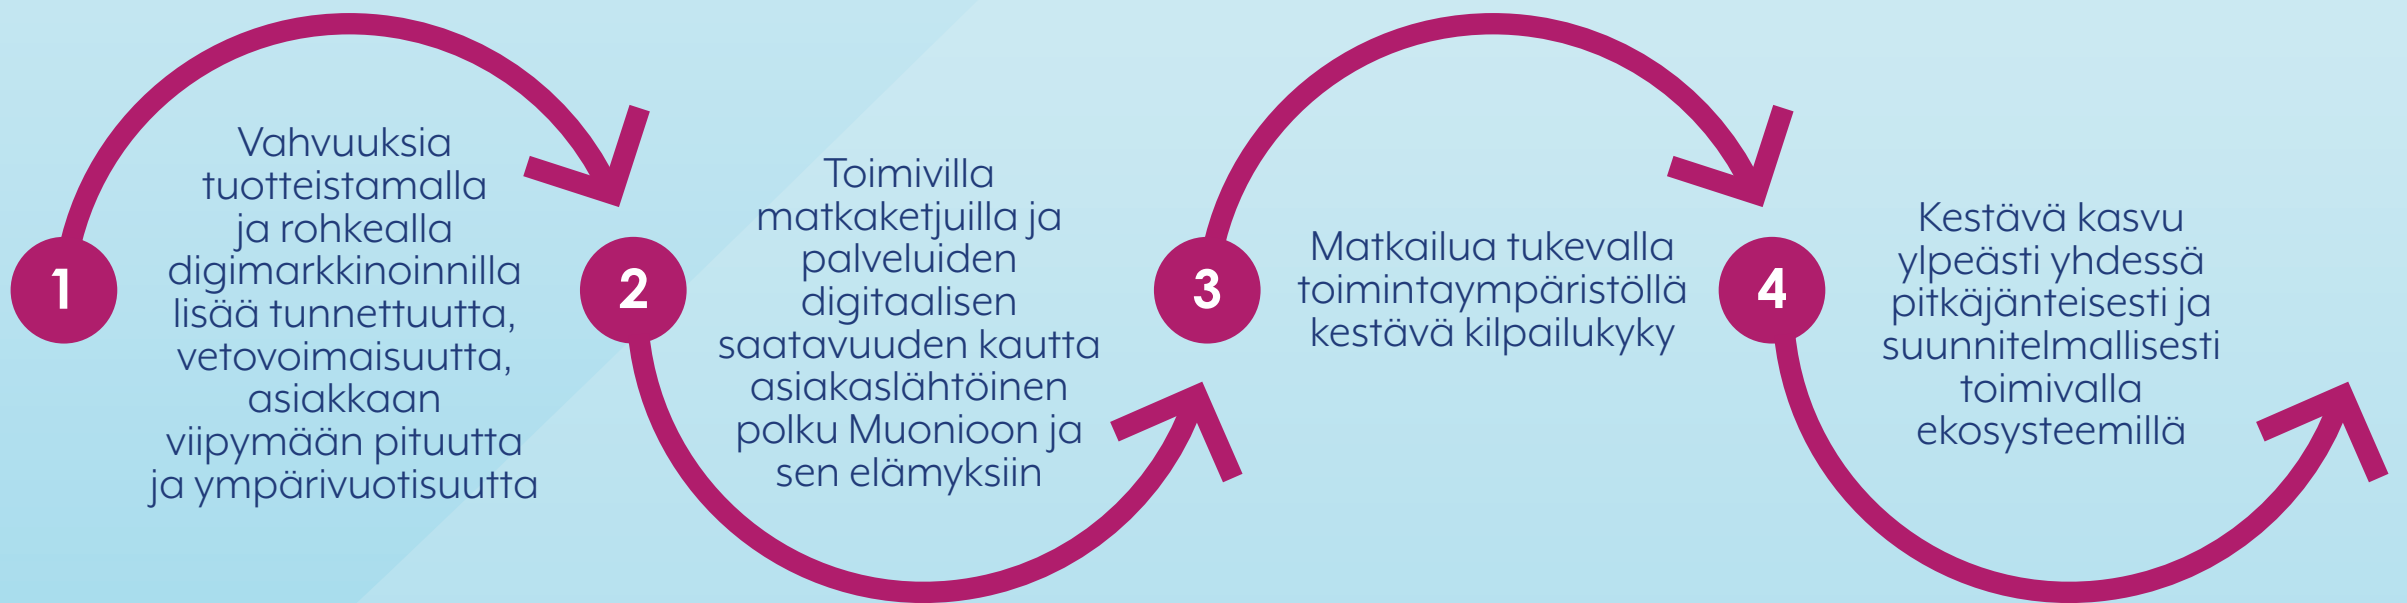 1
Vahvuuksia
tuotteistamalla
ja rohkealla
digimarkkinoinnilla
lisää tunnettuutta,
vetovoimaisuutta,
asiakkaan
viipymään pituutta
ja ympärivuotisuutta
2
Toimivilla
matkaketjuilla ja
palveluiden
digitaalisen
saatavuuden kautta
asiakaslähtöinen
polku Muonioon ja
sen elämyksiin
3
Matkailua tukevalla
toimintaympäristöllä
kestävä kilpailukyky
4
Kestävä kasvu
ylpeästi yhdessä
pitkäjänteisesti ja
suunnitelmallisesti
toimivalla
ekosysteemillä